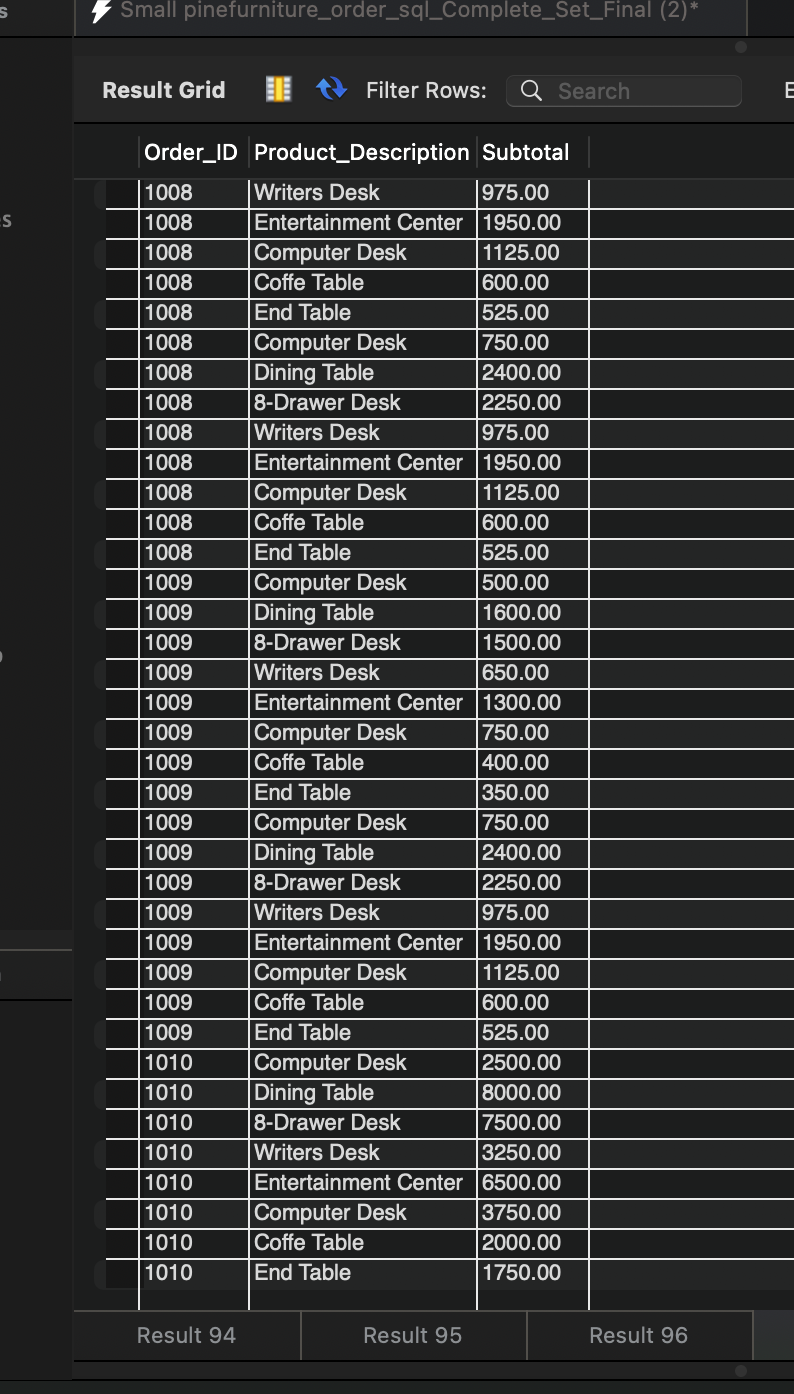 Small pinefurniture_order_sql_Complete_Set_Final (2)*
Result Grid Filter Rows: Search E
Order_ID Product_Description Subtotal
1008 Writers Desk 975.00
1008 Entertainment Center 1950.00
1008 Computer Desk 1125.00
1008 Coffe Table 600.00
1008 End Table 525.00
1008 Computer Desk 750.00
1008 Dining Table 2400.00
1008 8-Drawer Desk 2250.00
1008 Writers Desk 975.00
1008 Entertainment Center 1950.00
1008 Computer Desk 1125.00
1008 Coffe Table 600.00
1008 End Table 525.00
1009 Computer Desk 500.00
1009 Dining Table 1600.00
1009 8-Drawer Desk 1500.00
1009 Writers Desk 650.00
1009 Entertainment Center 1300.00
1009 Computer Desk 750.00
1009 Coffe Table 400.00
1009 End Table 350.00
1009 Computer Desk 750.00
1009 Dining Table 2400.00
1009 8-Drawer Desk 2250.00
1009 Writers Desk 975.00
1009 Entertainment Center 1950.00
1009 Computer Desk 1125.00
1009 Coffe Table 600.00
1009 End Table 525.00
1010 Computer Desk 2500.00
1010 Dining Table 8000.00
1010 8-Drawer Desk 7500.00
1010 Writers Desk 3250.00
1010 Entertainment Center 6500.00
1010 Computer Desk 3750.00
1010 Coffe Table 2000.00
1010 End Table 1750.00
Result 94 Result 95 Result 96